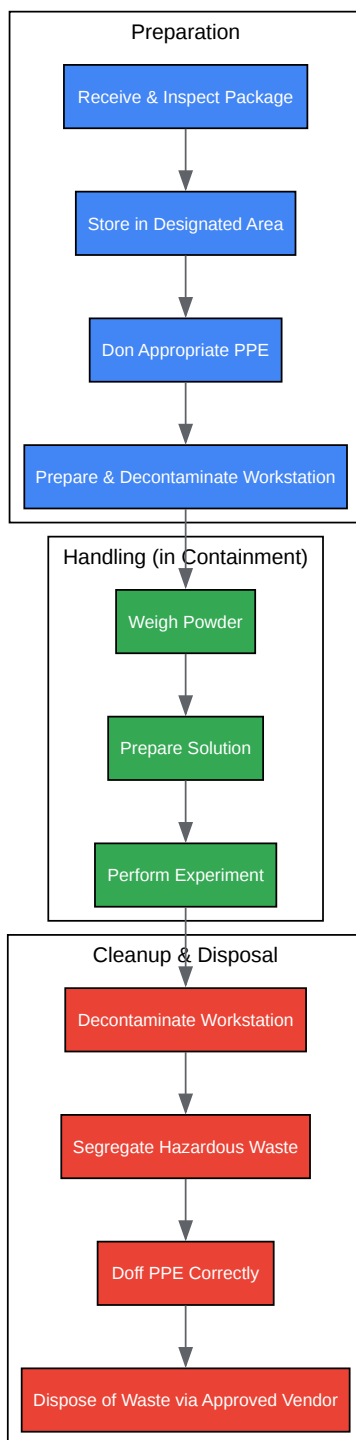 Preparation
Receive & Inspect Package
Store in Designated Area
Don Appropriate PPE
Prepare & Decontaminate Workstation
Handling (in Containment)
Weigh Powder
Prepare Solution
Perform Experiment
Cleanup & Disposal
Decontaminate Workstation
Segregate Hazardous Waste
Doff PPE Correctly
Dispose of Waste via Approved Vendor